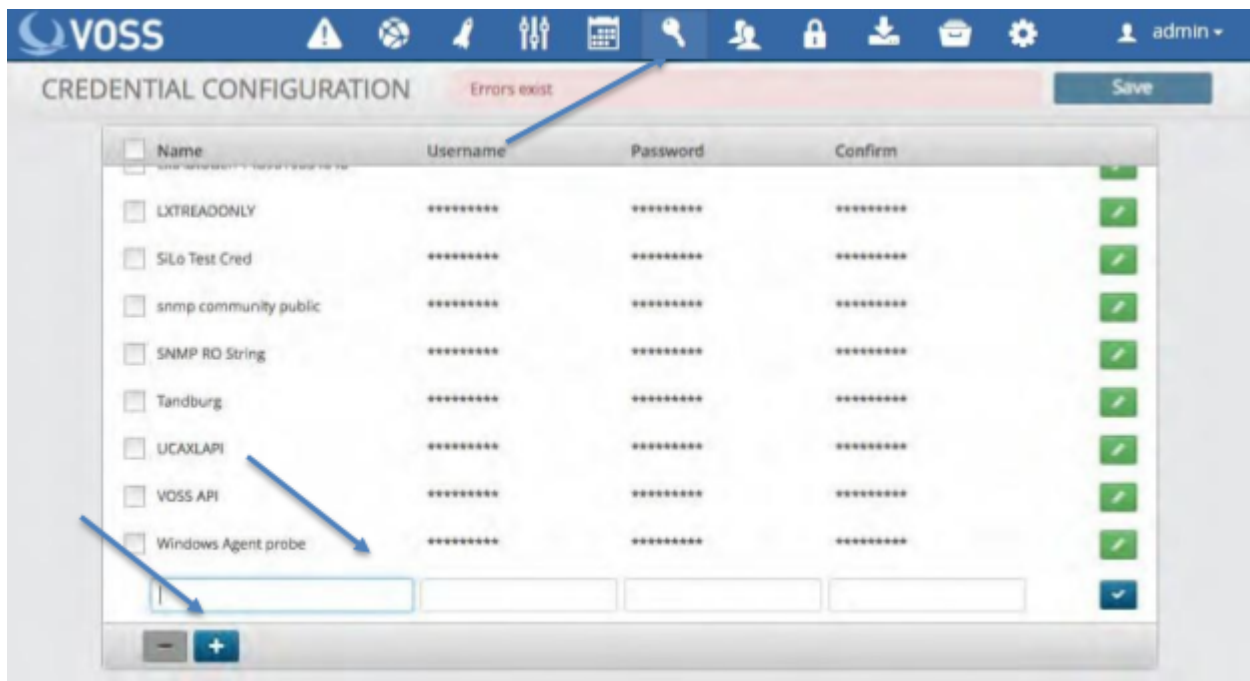 VOSS
admin
CREDENTIAL CONFIGURATION Errors exist Save
Name Username Password Confirm
LXTREADONLY ********* ********* *********
SiLo Test Cred ********* ********* *********
snmp community public ********* ********* *********
SNMP RO String ********* ********* *********
Tandburg ********* ********* *********
UCAXLAPI ********* ********* *********
VOSS API ********* ********* *********
Windows Agent probe ********* ********* *********